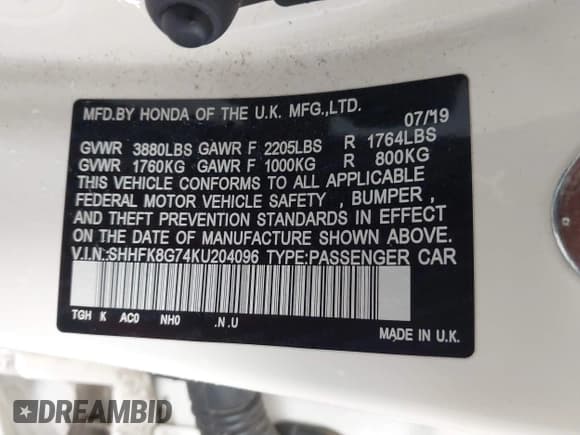 MFD.BY HONDA OF THE U.K. MFG.,LTD. 07/19
GVWR 3880LBS GAWR F 2205LBS R 1764LBS
GVWR 1760KG GAWR F 1000KG R 800KG
THIS VEHICLE CONFORMS TO ALL APPLICABLE
FEDERAL MOTOR VEHICLE SAFETY , BUMPER ,
AND THEFT PREVENTION STANDARDS IN EFFECT
ON THE DATE OF MANUFACTURE SHOWN ABOVE.
V.I.N.:SHHFK8G74KU204096 TYPE:PASSENGER CAR
TGH K AC0 NH0 .N.U
MADE IN U.K.
DREAMBID